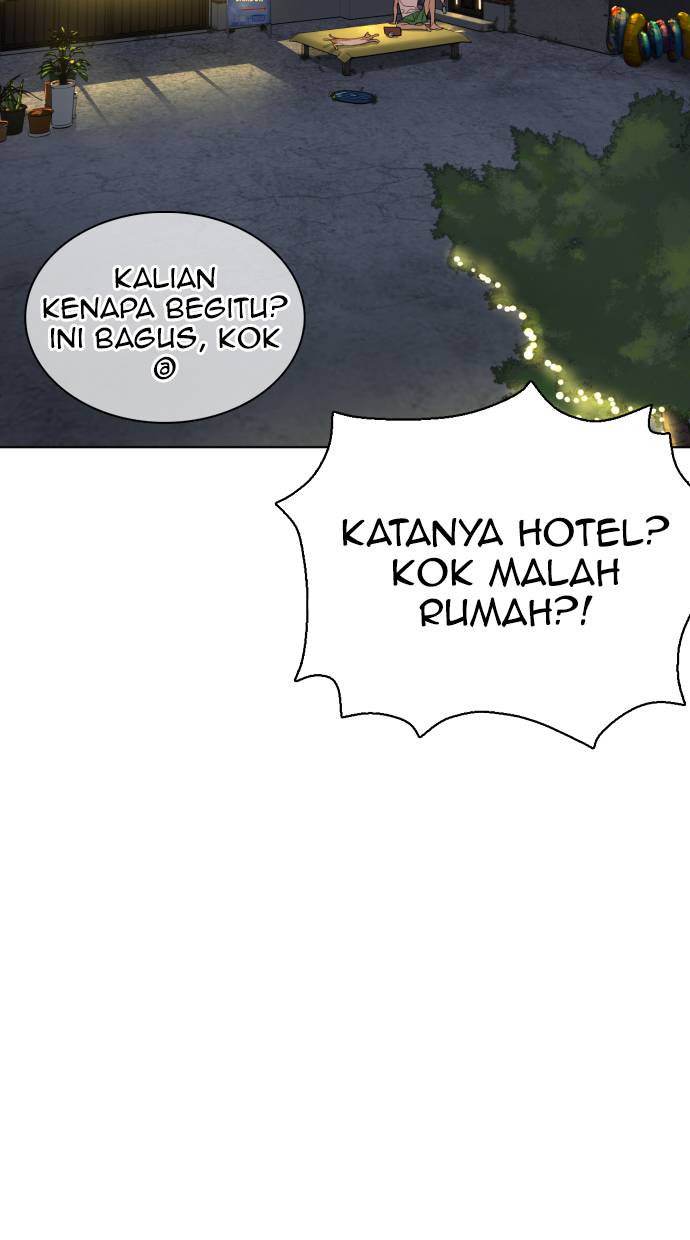 KALIAN
KENAPA BEGITU?
INI BAGUS, KOK
@
KATANYA HOTEL?
KOK MALAH
RUMAH?!